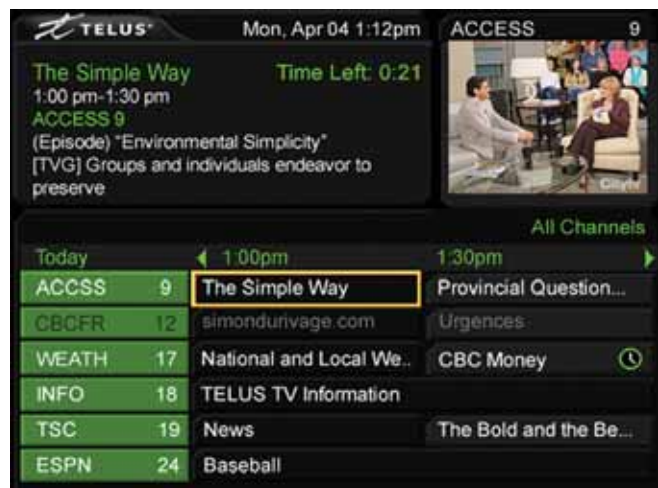 TELUS
Mon, Apr 04 1:12pm
ACCESS 9
The Simple Way Time Left: 0:21
1:00 pm-1:30 pm
ACCESS 9
(Episode) "Environmental Simplicity"
[TVG] Groups and individuals endeavor to
preserve
Citytv
All Channels
Today 1:00pm 1:30pm
ACCSS 9 The Simple Way Provincial Question...
CBCFR 12 simondurivage.com Urgences
WEATH 17 National and Local We.. CBC Money
INFO 18 TELUS TV Information
TSC 19 News The Bold and the Be...
ESPN 24 Baseball